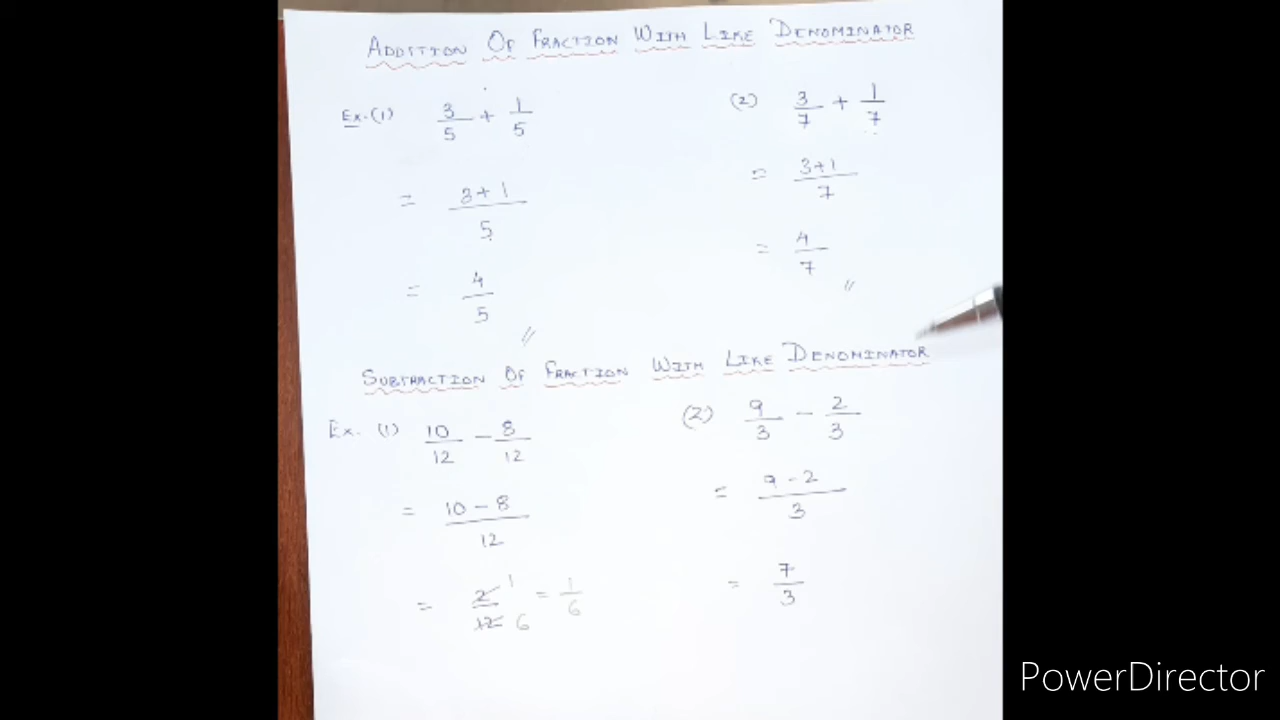 ADDITION OF FRACTION WITH LIKE DENOMINATOR
Ex.(1) 3/5 + 1/5
= 3+1/5
= 4/5 //
(2) 3/7 + 1/7
= 3+1/7
= 4/7 //
SUBTRACTION OF FRACTION WITH LIKE DENOMINATOR
Ex. (1) 10/12 - 8/12
= 10-8/12
= 2/12 1 6 = 1/6
(2) 9/3 - 2/3
= 9-2/3
= 7/3
PowerDirector